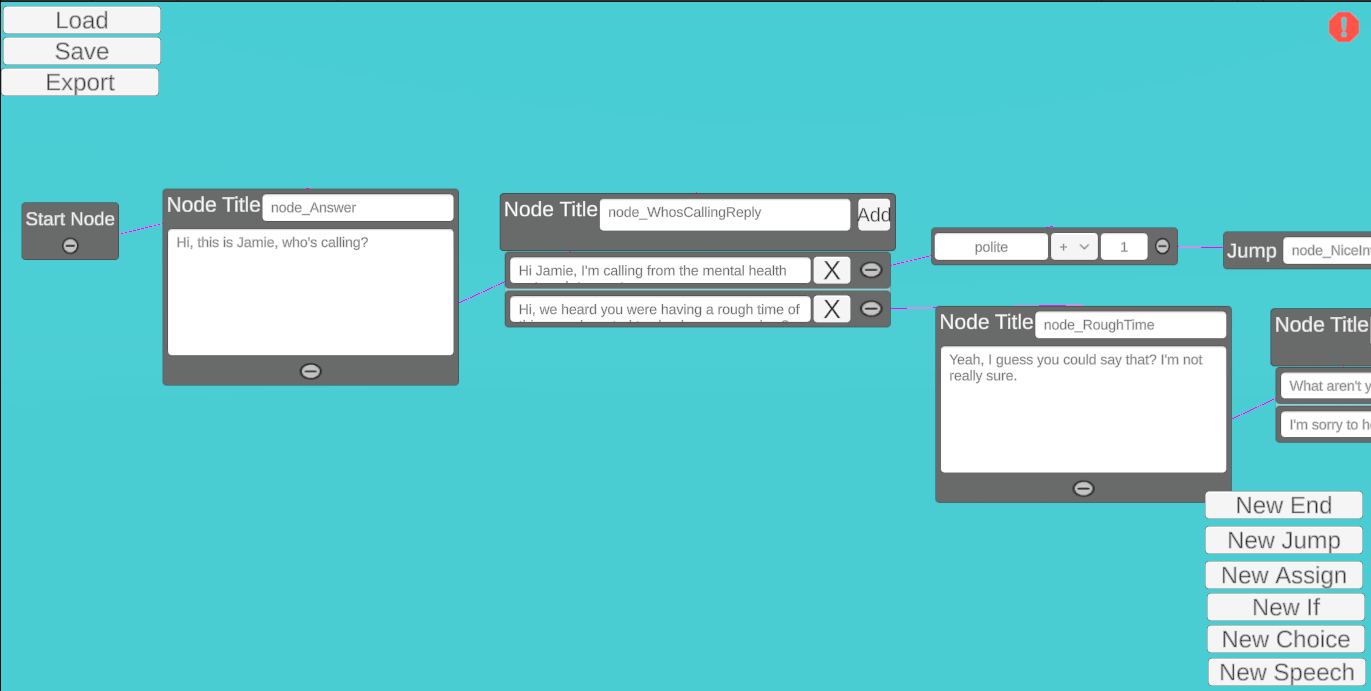 Load
Save
Export
Start Node
Node Title node_Answer
Hi, this is Jamie, who's calling?
Node Title node_WhosCallingReply Add
Hi Jamie, I'm calling from the mental health
X
Hi, we heard you were having a rough time of
X
polite + 1
Jump node_NiceIn
Node Title node_RoughTime
Yeah, I guess you could say that? I'm not
really sure.
Node Title
What aren't y
I'm sorry to h
New End
New Jump
New Assign
New If
New Choice
New Speech